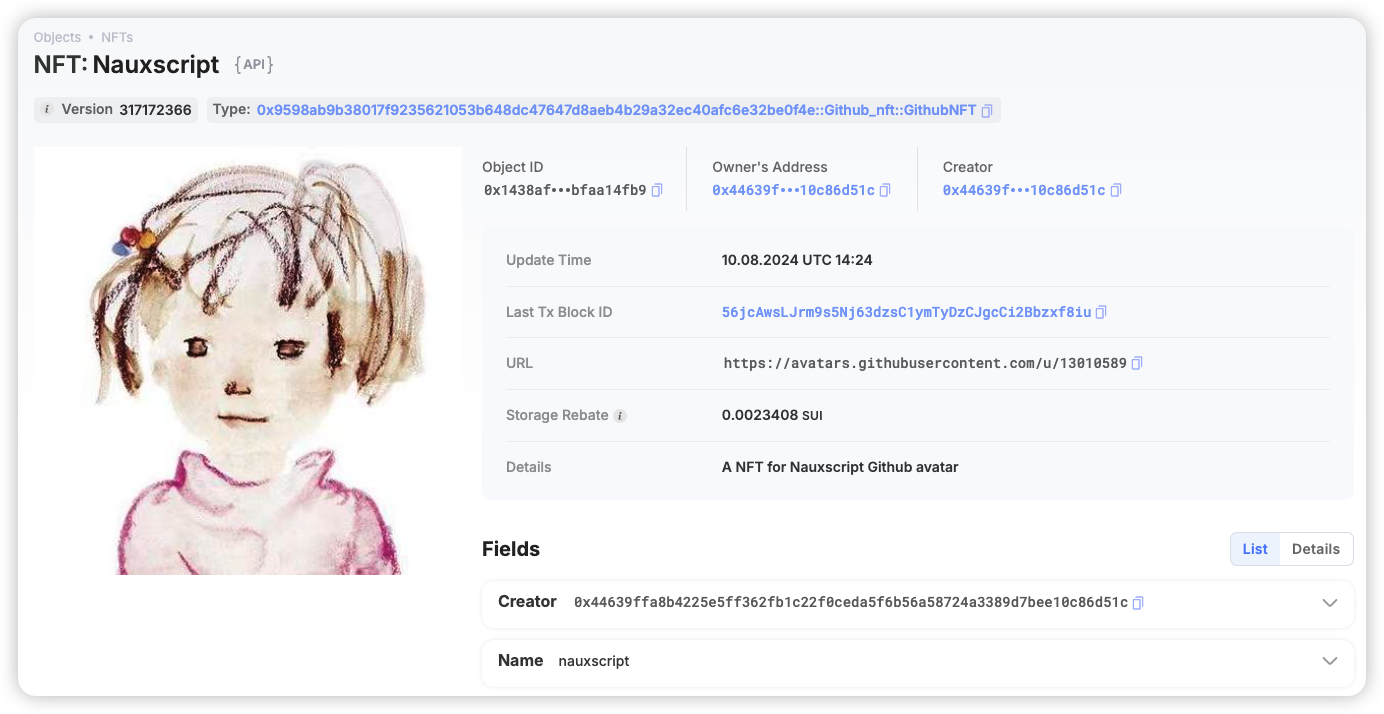 Objects • NFTs
NFT: Nauxscript {API}
i Version 317172366 Type: 0x9598ab9b38017f9235621053b648dc47647d8aeb4b29a32ec40afc6e32be0f4e::Github_nft::GithubNFT
Object ID Owner's Address Creator
0x1438af•••bfaa14fb9 0x44639f•••10c86d51c 0x44639f•••10c86d51c
Update Time 10.08.2024 UTC 14:24
Last Tx Block ID 56jcAwsLJrm9s5Nj63dzsC1ymTyDzCJgcCi2Bbzxf8iu
URL https://avatars.githubusercontent.com/u/13010589
Storage Rebate i 0.0023408 SUI
Details A NFT for Nauxscript Github avatar
Fields List Details
Creator 0x44639ffa8b4225e5ff362fb1c22f0ceda5f6b56a58724a3389d7bee10c86d51c
Name nauxscript